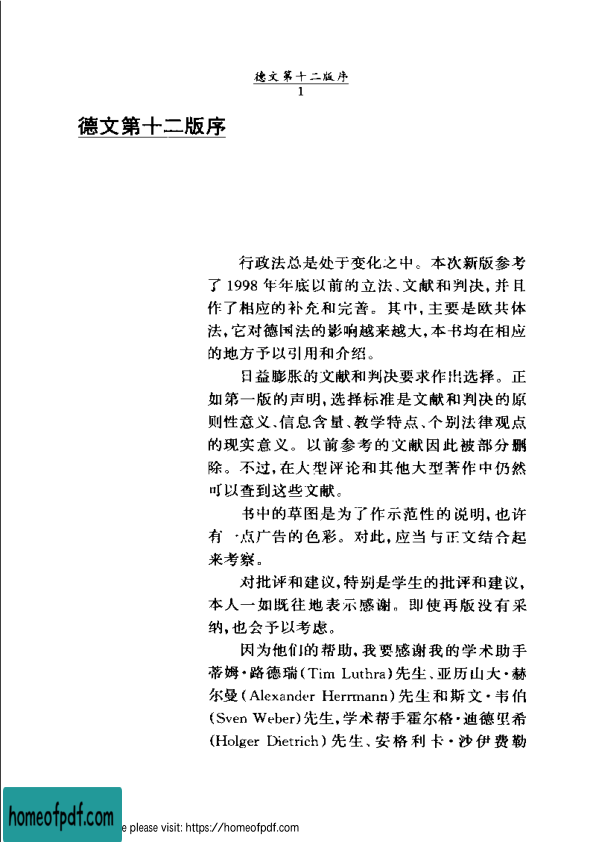 德文第十二版序
1
德文第十二版序
行政法总是处于变化之中。本次新版参考
了 1998 年年底以前的立法、文献和判决,并且
作了相应的补充和完善。其中,主要是欧共体
法,它对德国法的影响越来越大,本书均在相应
的地方予以引用和介绍。
日益膨胀的文献和判决要求作出选择。正
如第一版的声明,选择标准是文献和判决的原
则性意义、信息含量、教学特点、个别法律观点
的现实意义。以前参考的文献因此被部分删
除。不过,在大型评论和其他大型著作中仍然
可以查到这些文献。
书中的草图是为了作示范性的说明,也许
有一点广告的色彩。对此,应当与正文结合起
来考察。
对批评和建议,特别是学生的批评和建议,
本人一如既往地表示感谢。即使再版没有采
纳,也会予以考虑。
因为他们的帮助,我要感谢我的学术助手
蒂姆·路德瑞(Tim Luthra)先生、亚历山大·赫
尔曼(Alexander Herrmann)先生和斯文·韦伯
(Sven Weber)先生,学术帮手霍尔格·迪德里希
(Holger Dietrich)先生、安格利卡·沙伊费勒
homeofpdf.com
e please visit: https://homeofpdf.com